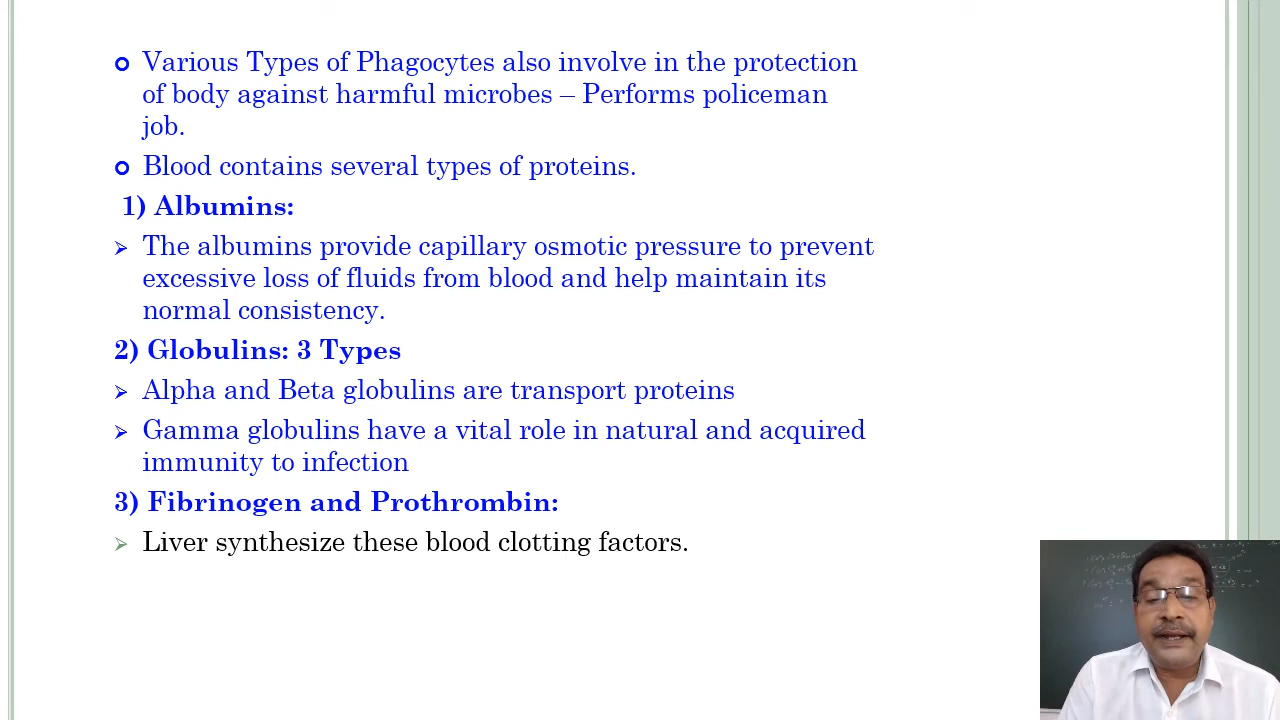 Various Types of Phagocytes also involve in the protection
of body against harmful microbes – Performs policeman
job.
Blood contains several types of proteins.
1) Albumins:
The albumins provide capillary osmotic pressure to prevent
excessive loss of fluids from blood and help maintain its
normal consistency.
2) Globulins: 3 Types
Alpha and Beta globulins are transport proteins
Gamma globulins have a vital role in natural and acquired
immunity to infection
3) Fibrinogen and Prothrombin:
Liver synthesize these blood clotting factors.